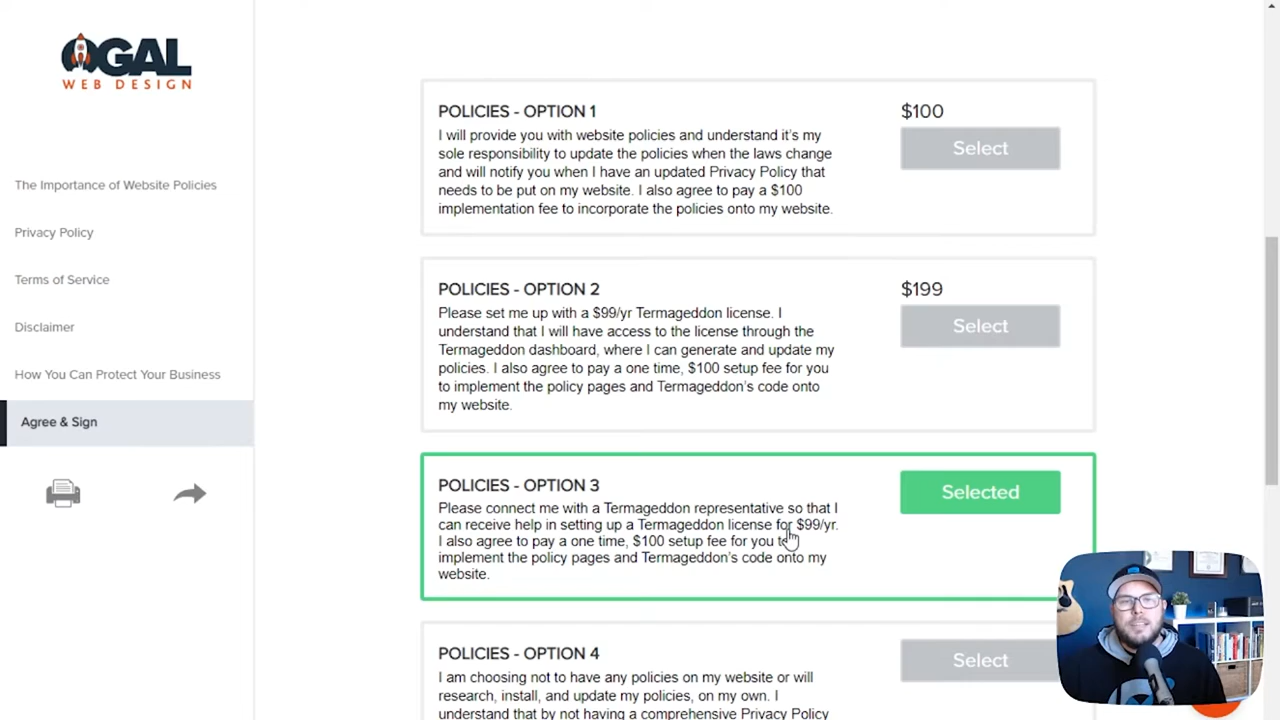 OGAL
WEB DESIGN
The Importance of Website Policies
Privacy Policy
Terms of Service
Disclaimer
How You Can Protect Your Business
Agree & Sign
POLICIES - OPTION 1
$100
I will provide you with website policies and understand it's my
sole responsibility to update the policies when the laws change
and will notify you when I have an updated Privacy Policy that
needs to be put on my website. I also agree to pay a $100
implementation fee to incorporate the policies onto my website.
Select
POLICIES - OPTION 2
$199
Please set me up with a $99/yr Termageddon license. I
understand that I will have access to the license through the
Termageddon dashboard, where I can generate and update my
policies. I also agree to pay a one time, $100 setup fee for you
to implement the policy pages and Termageddon's code onto
my website.
Select
POLICIES - OPTION 3
Please connect me with a Termageddon representative so that I
can receive help in setting up a Termageddon license for $99/yr.
I also agree to pay a one time, $100 setup fee for you to
implement the policy pages and Termageddon's code onto my
website.
Selected
POLICIES - OPTION 4
I am choosing not to have any policies on my website or will
research, install, and update my policies, on my own. I
understand that by not having a comprehensive Privacy Policy
Select